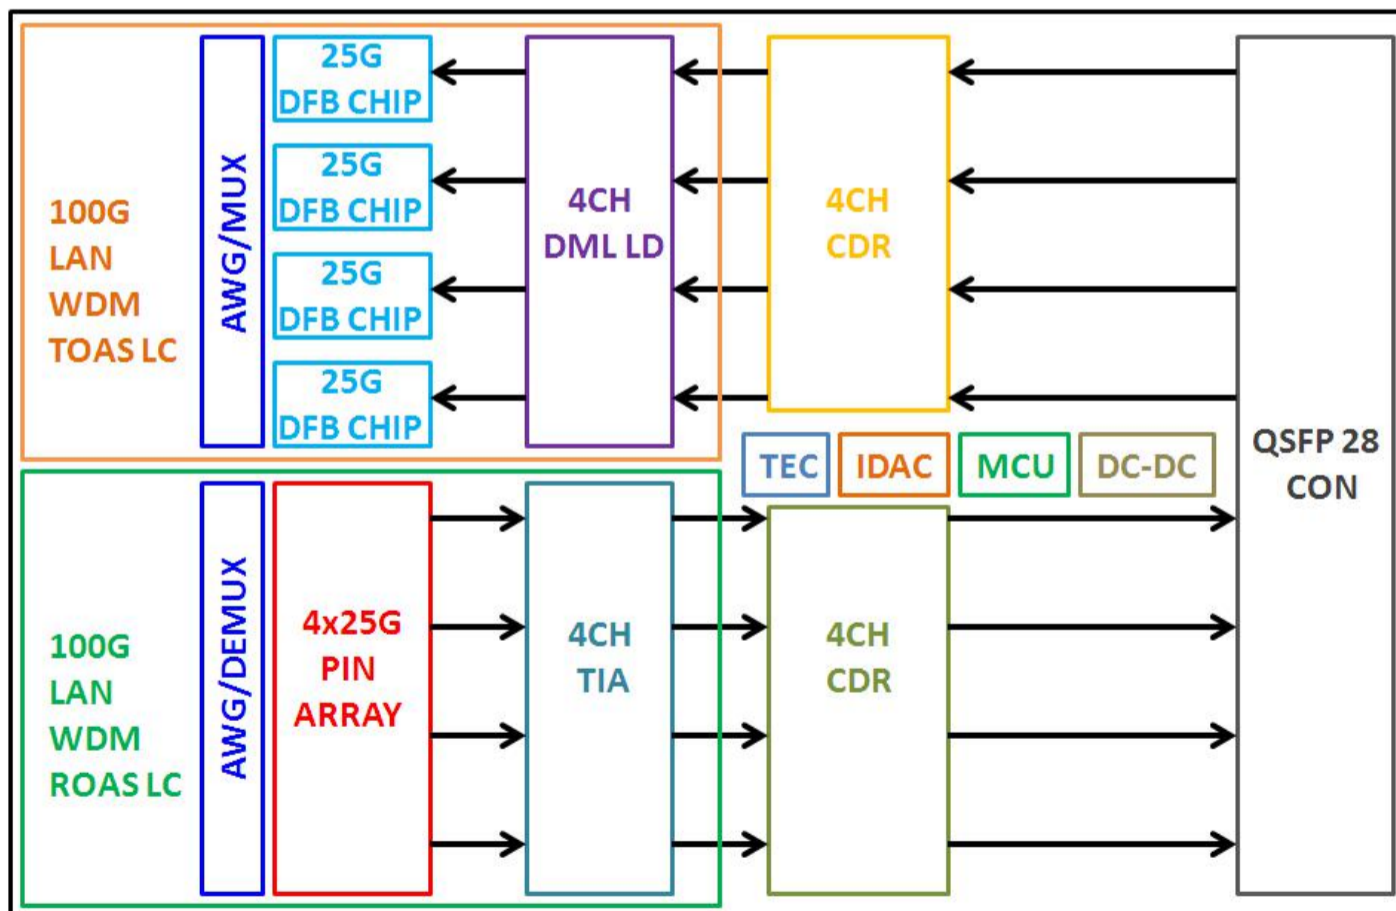 100G
LAN
WDM
TOAS LC
AWG/MUX
25G
DFB CHIP
25G
DFB CHIP
25G
DFB CHIP
25G
DFB CHIP
4CH
DML LD
4CH
CDR
QSFP 28
CON
TEC
IDAC
MCU
DC-DC
100G
LAN
WDM
ROAS LC
AWG/DEMUX
4x25G
PIN
ARRAY
4CH
TIA
4CH
CDR